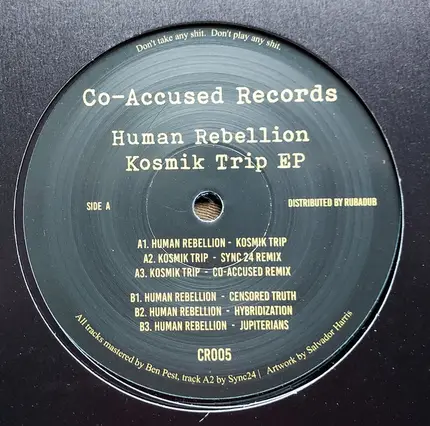 Don't take any shit. Don't play any shit.
Co-Accused Records
Human Rebellion
Kosmik Trip EP
SIDE A
DISTRIBUTED BY RUBADUB
A1. HUMAN REBELLION - KOSMIK TRIP
A2. KOSMIK TRIP - SYNC 24 REMIX
A3. KOSMIK TRIP - CO-ACCUSED REMIX
B1. HUMAN REBELLION - CENSORED TRUTH
B2. HUMAN REBELLION - HYBRIDIZATION
B3. HUMAN REBELLION - JUPITERIANS
CR005
All tracks mastered by Ben Pest, track A2 by Sync24 | Artwork by Salvador Harris